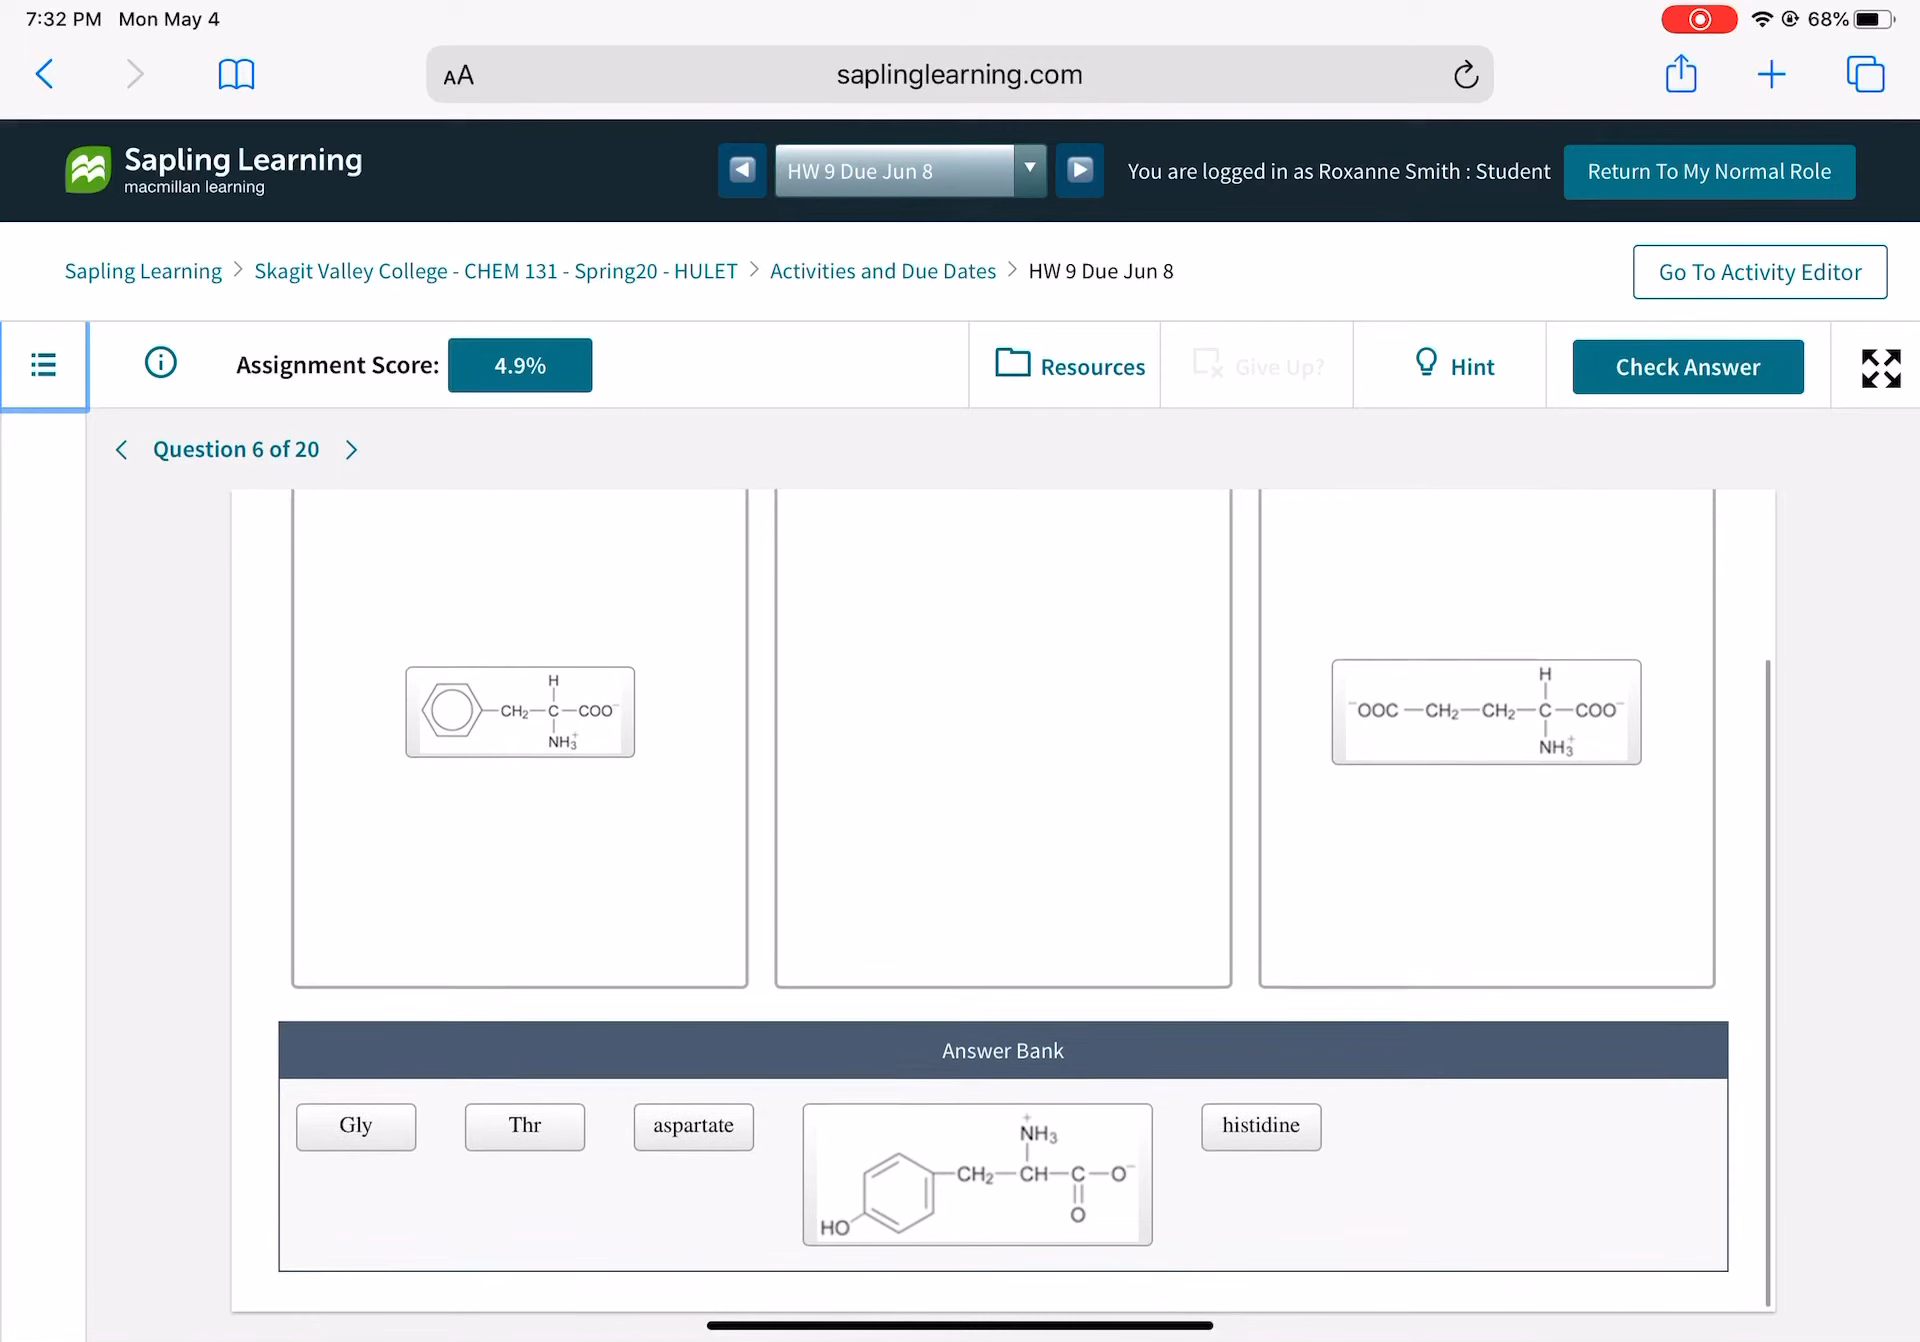 7:32 PM Mon May 4
68%
AA
saplinglearning.com
Sapling Learning
macmillan learning
HW 9 Due Jun 8
You are logged in as Roxanne Smith : Student
Return To My Normal Role
Sapling Learning > Skagit Valley College - CHEM 131 - Spring20 - HULET > Activities and Due Dates > HW 9 Due Jun 8
Go To Activity Editor
Assignment Score:
4.9%
Resources
Give Up?
Hint
Check Answer
Question 6 of 20
H
CH₂—C—COO⁻
NH₃⁺
H
⁻OOC—CH₂—CH₂—C—COO⁻
NH₃⁺
Answer Bank
Gly
Thr
aspartate
⁺NH₃
CH₂—CH—C—O⁻
O
HO
histidine